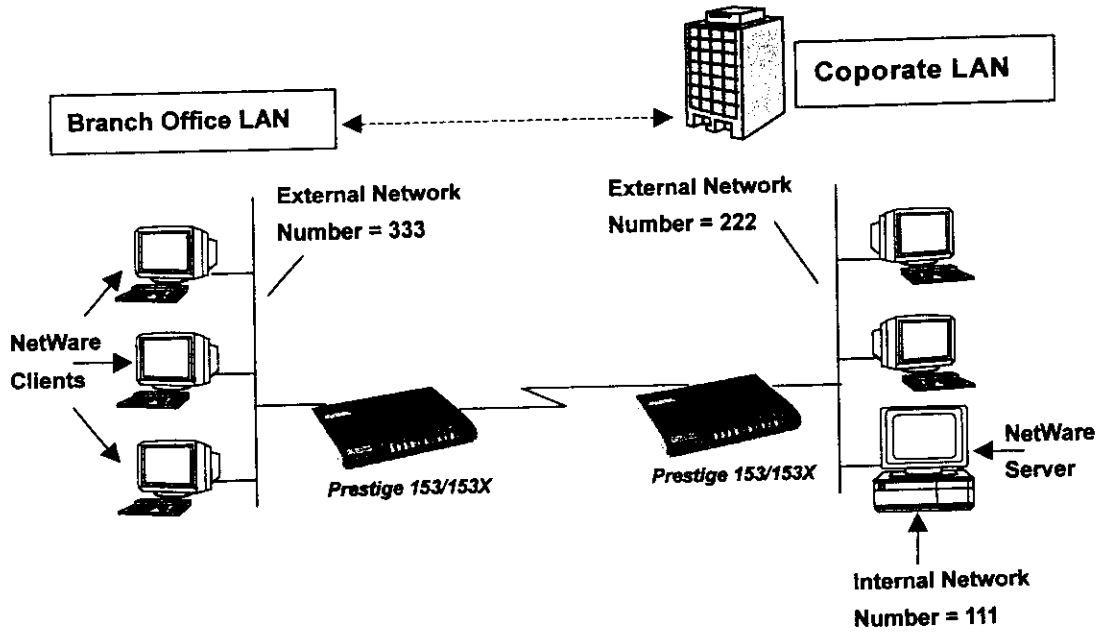 Coporate LAN
Branch Office LAN
External Network
Number = 333
External Network
Number = 222
NetWare
Clients
NetWare
Server
Prestige 153/153X
Prestige 153/153X
Internal Network
Number = 111